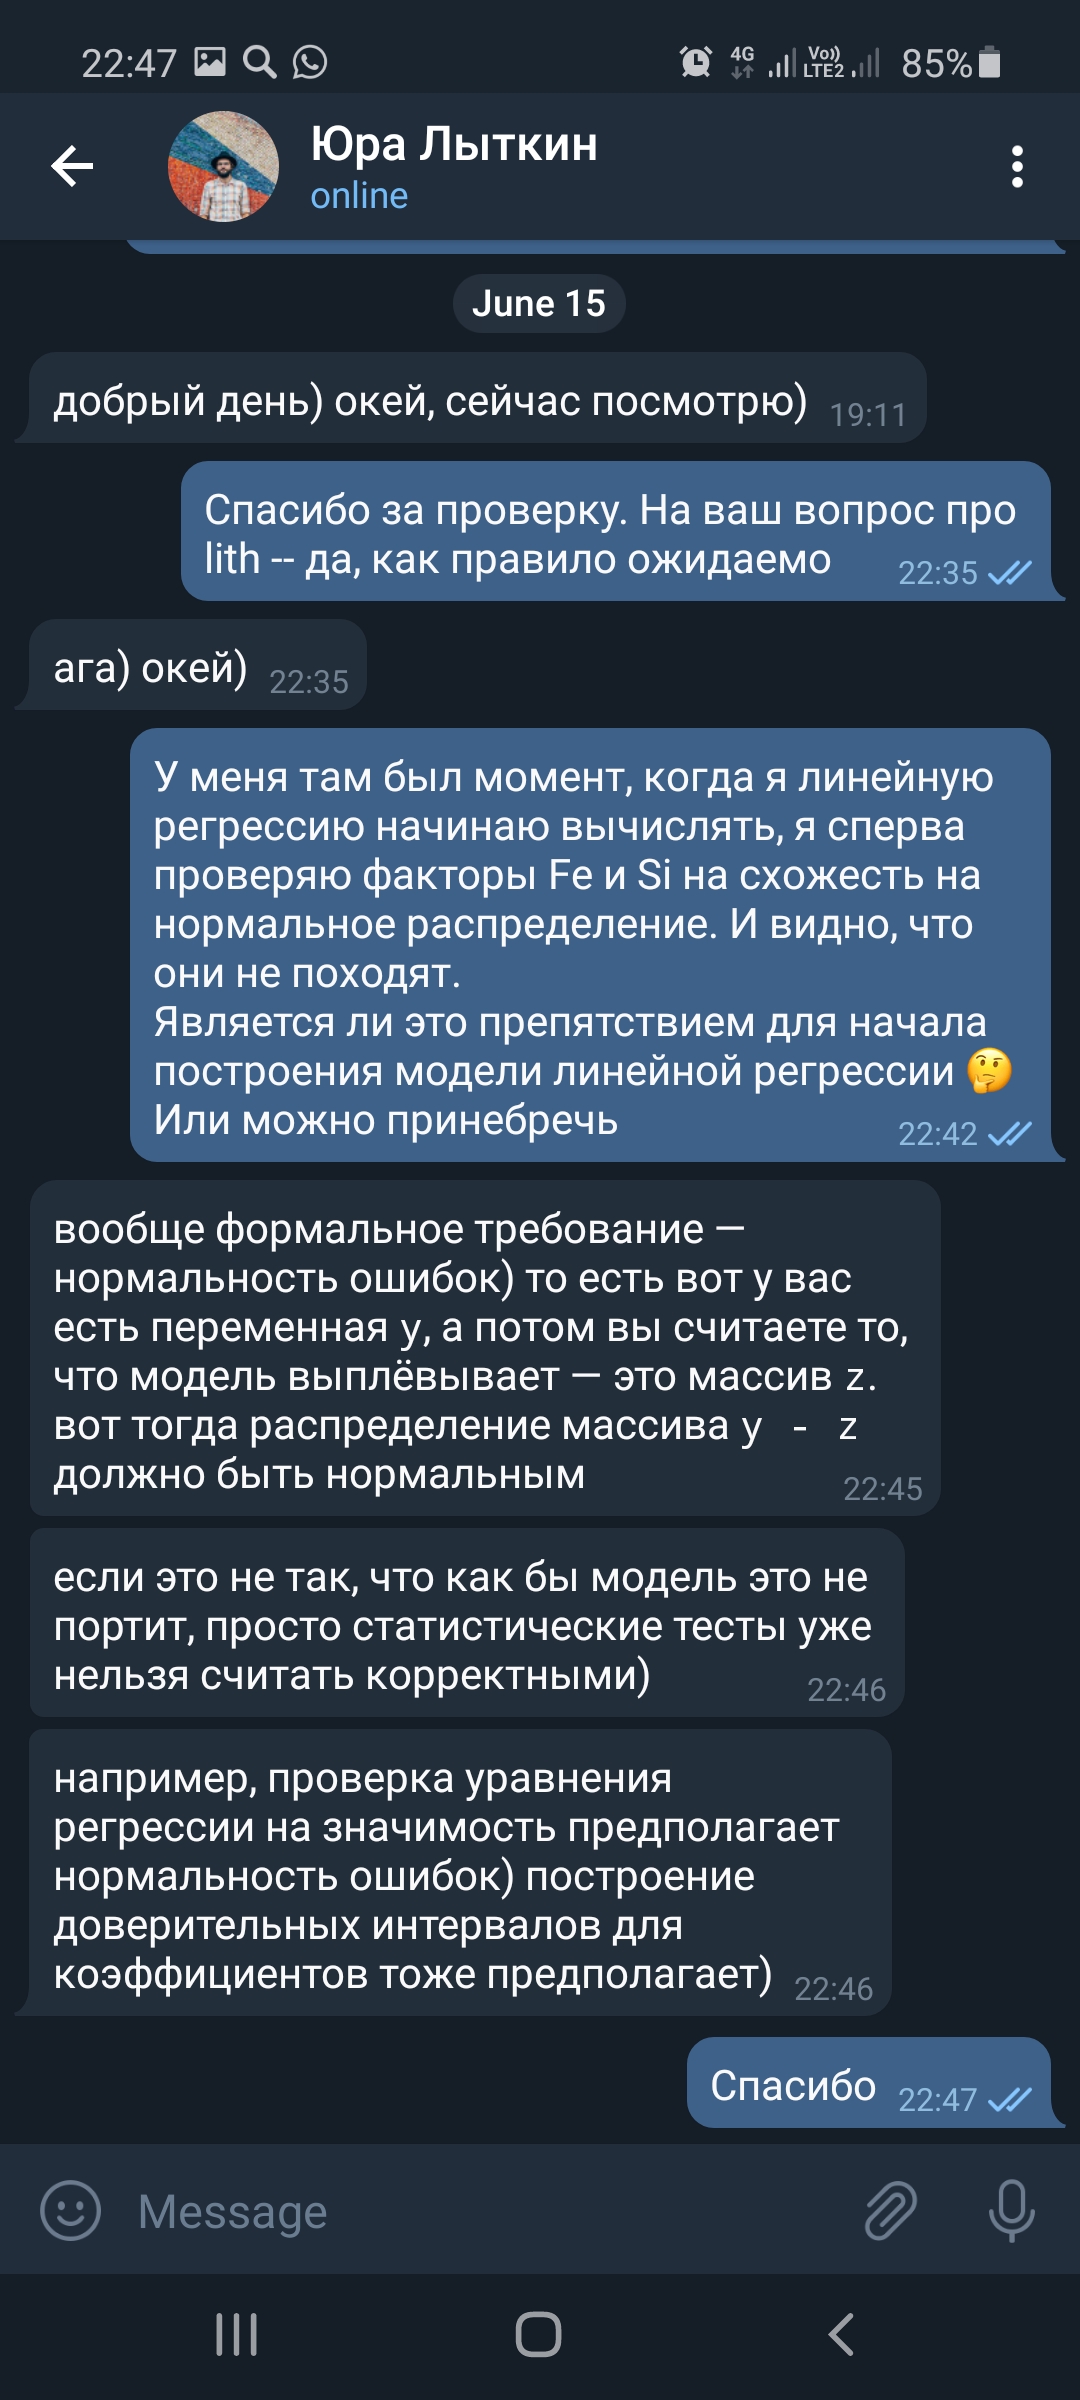 22:47
4G
Vo))
LTE2
85%
Юра Лыткин
online
June 15
добрый день) окей, сейчас посмотрю)
19:11
Спасибо за проверку. На ваш вопрос про
lith -- да, как правило ожидаемо
22:35
ага) окей)
22:35
У меня там был момент, когда я линейную
регрессию начинаю вычислять, я сперва
проверяю факторы Fe и Si на схожесть на
нормальное распределение. И видно, что
они не походят.
Является ли это препятствием для начала
построения модели линейной регрессии 🤔
Или можно принебречь
22:42
вообще формальное требование —
нормальность ошибок) то есть вот у вас
есть переменная y, а потом вы считаете то,
что модель выплёвывает — это массив z.
вот тогда распределение массива y - z
должно быть нормальным
22:45
если это не так, что как бы модель это не
портит, просто статистические тесты уже
нельзя считать корректными)
22:46
например, проверка уравнения
регрессии на значимость предполагает
нормальность ошибок) построение
доверительных интервалов для
коэффициентов тоже предполагает)
22:46
Спасибо
22:47
Message